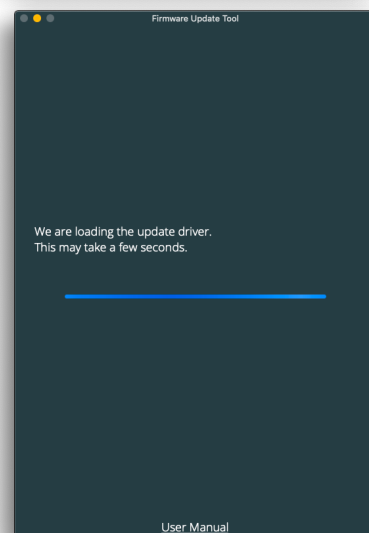 Firmware Update Tool
We are loading the update driver.
This may take a few seconds.
User Manual